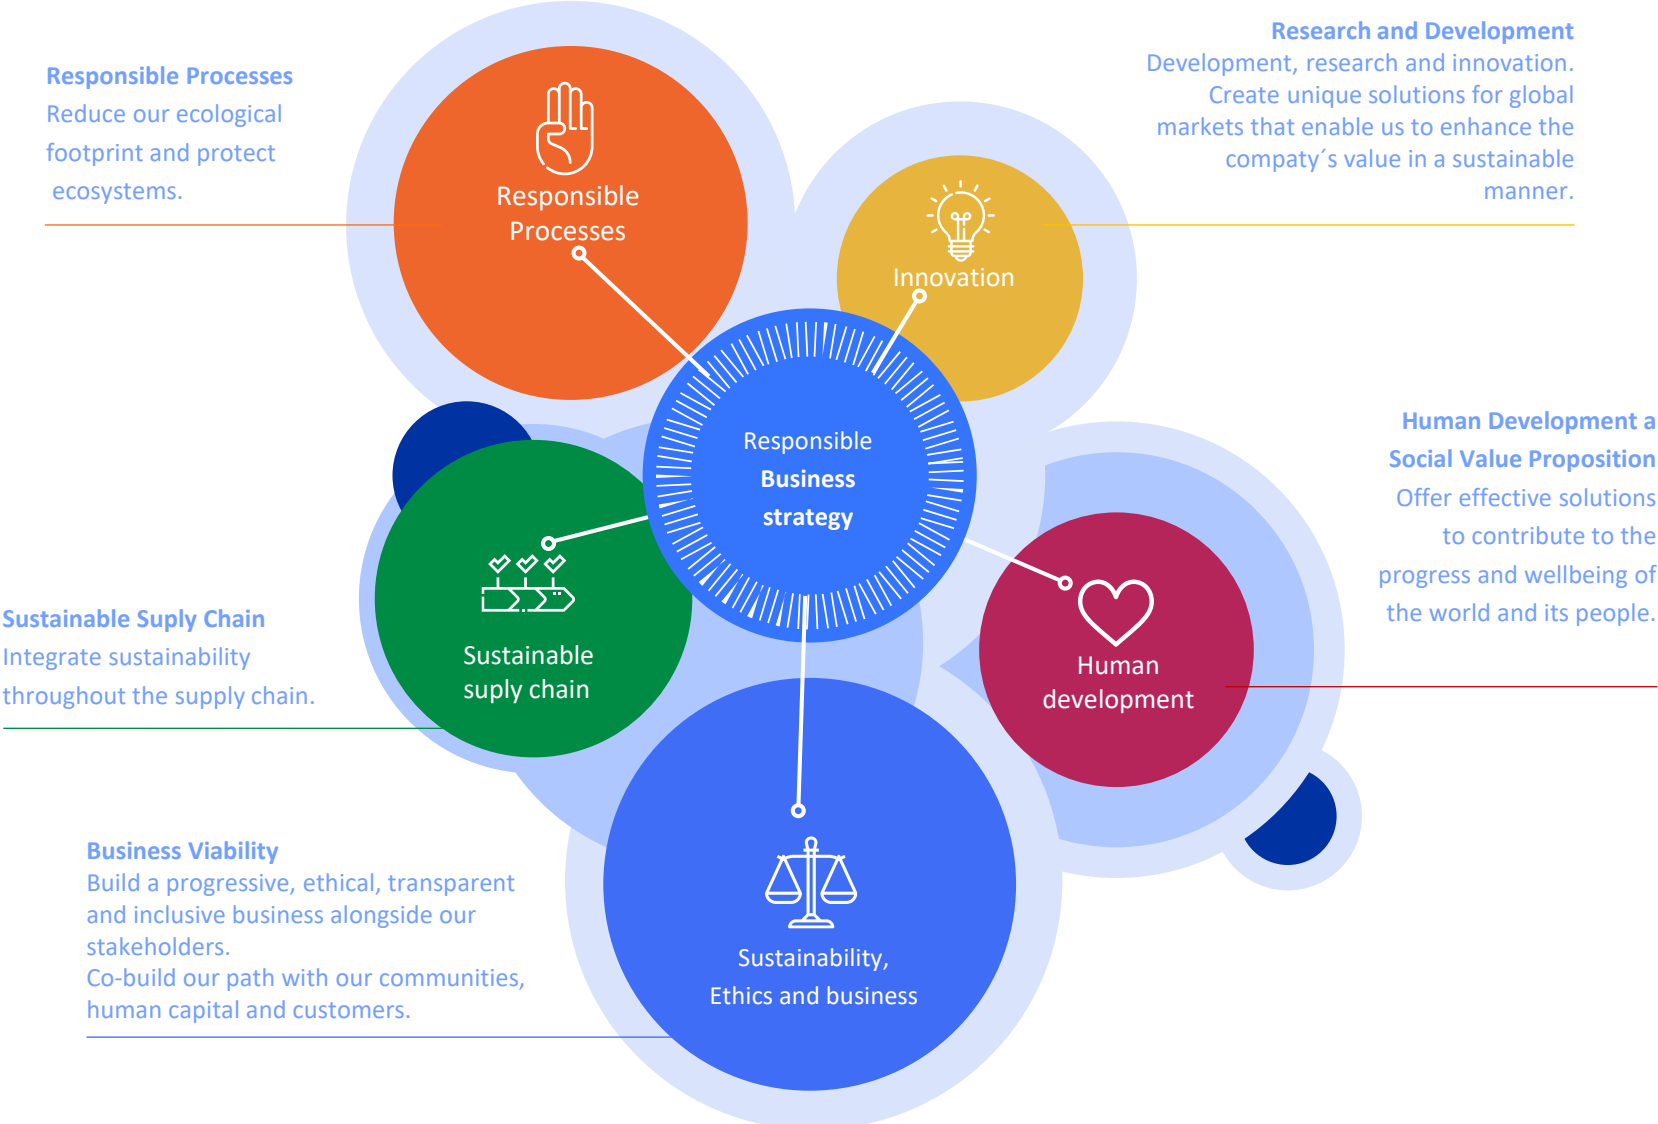 Responsible Processes
Reduce our ecological
footprint and protect
ecosystems.
Research and Development
Development, research and innovation.
Create unique solutions for global
markets that enable us to enhance the
compaty´s value in a sustainable
manner.
Responsible
Processes
Innovation
Responsible
Business
strategy
Human Development a
Social Value Proposition
Offer effective solutions
to contribute to the
progress and wellbeing of
the world and its people.
Sustainable Suply Chain
Integrate sustainability
throughout the supply chain.
Sustainable
suply chain
Human
development
Business Viability
Build a progressive, ethical, transparent
and inclusive business alongside our
stakeholders.
Co-build our path with our communities,
human capital and customers.
Sustainability,
Ethics and business